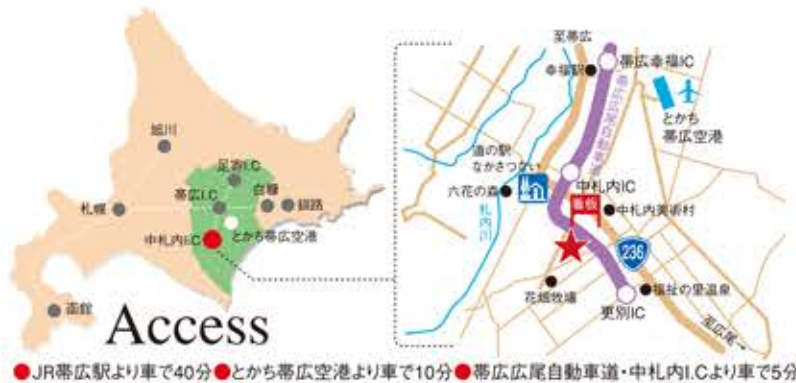 旭川
足寄I.C
帯広I.C
白糠
釧路
札幌
中札内I.C
とかち帯広空港
函館
Access
至帯広
幸福駅
帯広幸福IC
帯広広尾自動車道
とかち
帯広空港
道の駅
なかさつない
中札内IC
六花の森
札内川
看板
中札内美術村
236
花畑牧場
福祉の里温泉
更別IC
至広尾→
●JR帯広駅より車で40分●とかち帯広空港より車で10分●帯広広尾自動車道・中札内I.Cより車で5分